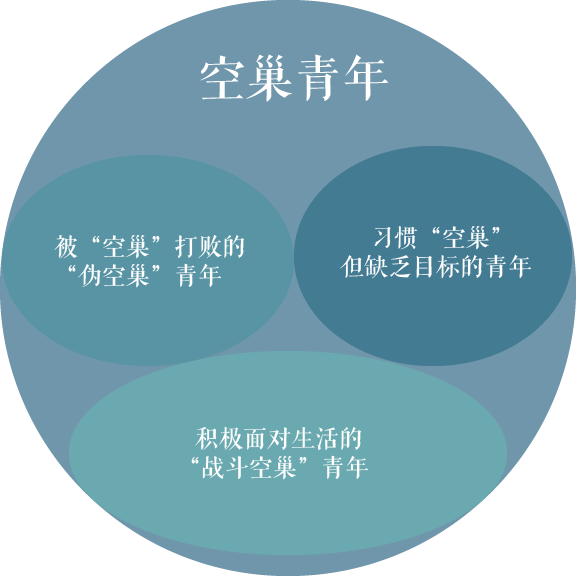 空巢青年
被“空巢”打败的
“伪空巢”青年
习惯“空巢”
但缺乏目标的青年
积极面对生活的
“战斗空巢”青年